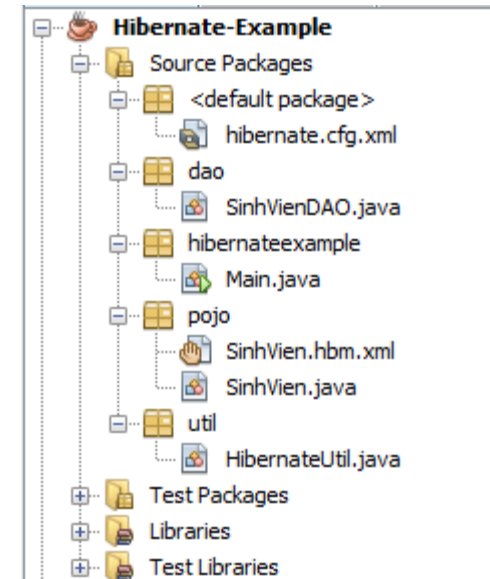 Hibernate-Example
Source Packages
<default package>
hibernate.cfg.xml
dao
SinhVienDAO.java
hibernateexample
Main.java
pojo
SinhVien.hbm.xml
SinhVien.java
util
HibernateUtil.java
Test Packages
Libraries
Test Libraries